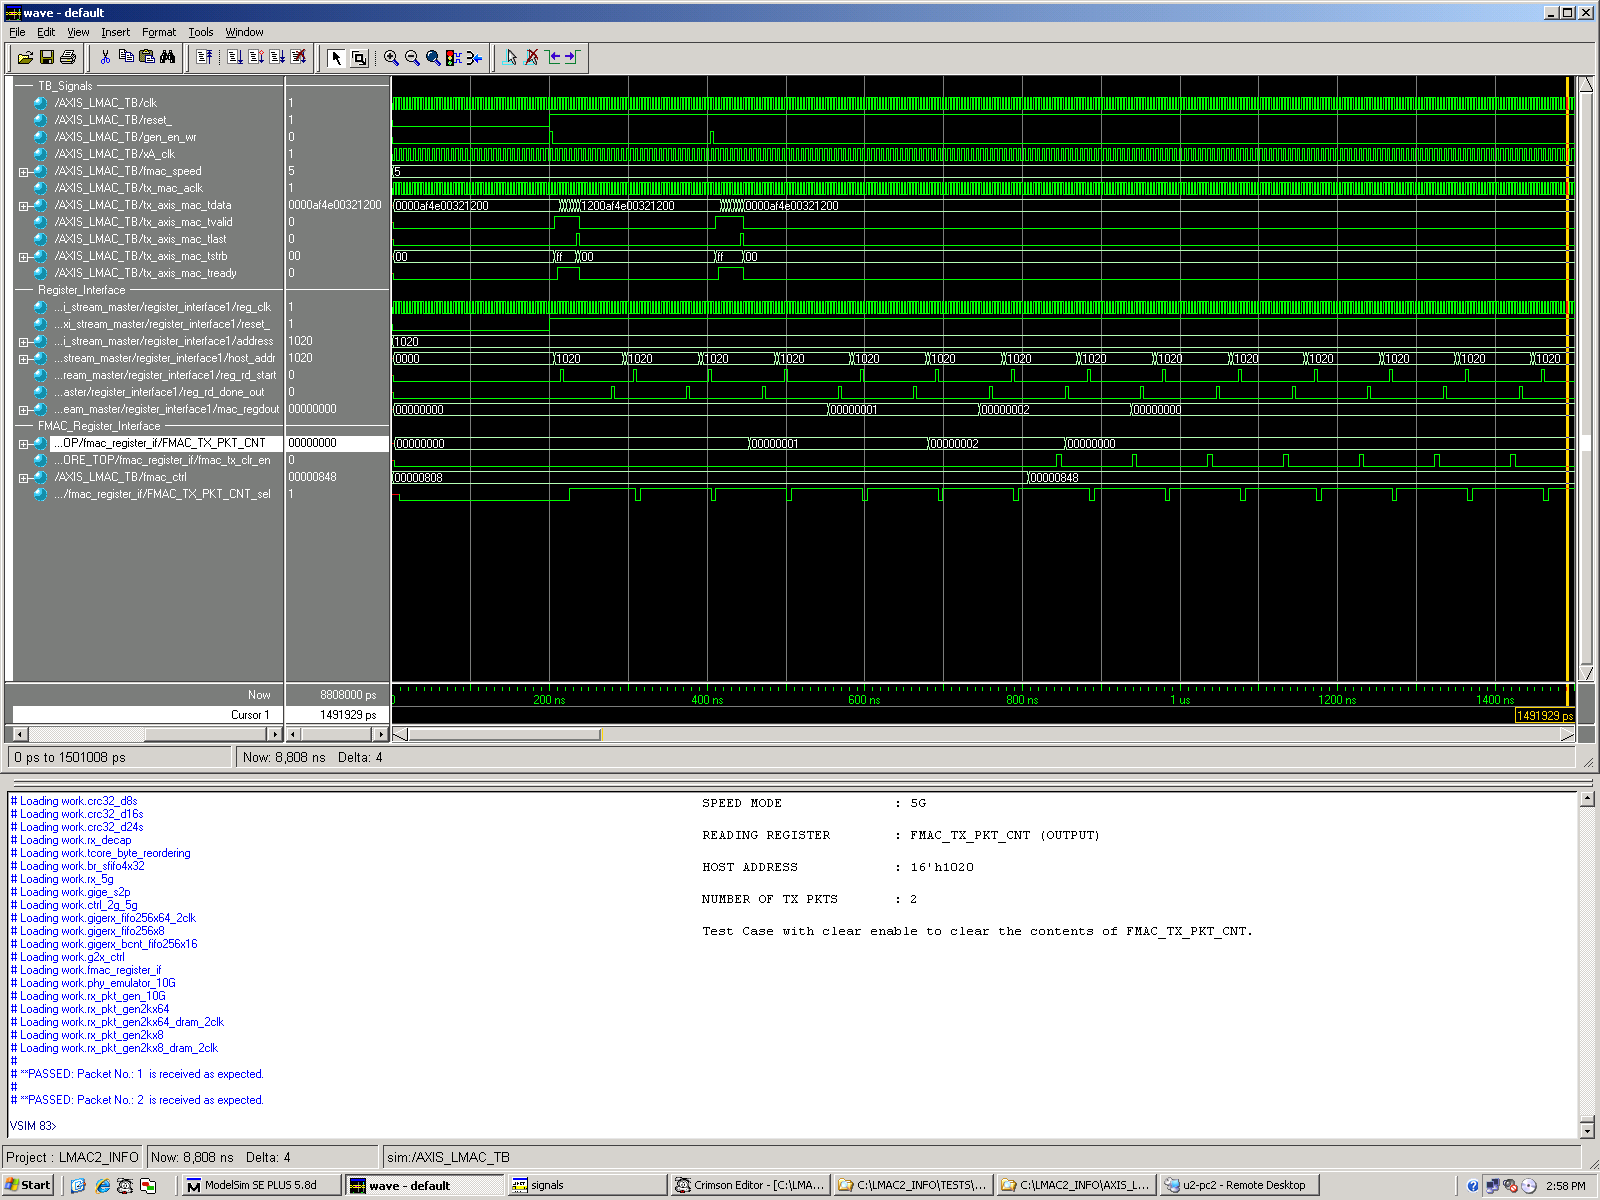 wave - default
File Edit View Insert Format Tools Window
TB_Signals
/AXIS_LMAC_TB/clk 1
/AXIS_LMAC_TB/reset_ 1
/AXIS_LMAC_TB/gen_en_wr 0
/AXIS_LMAC_TB/xA_clk 1
/AXIS_LMAC_TB/fmac_speed 5 5
/AXIS_LMAC_TB/tx_mac_aclk 1
/AXIS_LMAC_TB/tx_axis_mac_tdata 0000af4e00321200 0000af4e00321200 1200af4e00321200 0000af4e00321200
/AXIS_LMAC_TB/tx_axis_mac_tvalid 0
/AXIS_LMAC_TB/tx_axis_mac_tlast 0
/AXIS_LMAC_TB/tx_axis_mac_tstrb 00 00 ff 00 ff 00
/AXIS_LMAC_TB/tx_axis_mac_tready 0
Register_Interface
...i_stream_master/register_interface1/reg_clk 1
...xi_stream_master/register_interface1/reset_ 1
...i_stream_master/register_interface1/address 1020 1020
...stream_master/register_interface1/host_addr 1020 0000 1020 1020 1020 1020 1020 1020 1020 1020 1020 1020 1020 1020 1020 1020
...ream_master/register_interface1/reg_rd_start 0
...aster/register_interface1/reg_rd_done_out 0
...eam_master/register_interface1/mac_regdout 00000000 00000000 00000001 00000002 00000000
FMAC_Register_Interface
...OP/fmac_register_if/FMAC_TX_PKT_CNT 00000000 00000000 00000001 00000002 00000000
...ORE_TOP/fmac_register_if/fmac_tx_clr_en 0
/AXIS_LMAC_TB/fmac_ctrl 00000848 00000808 00000848
.../fmac_register_if/FMAC_TX_PKT_CNT_sel 1
Now 8808000 ps 0 200 ns 400 ns 600 ns 800 ns 1 us 1200 ns 1400 ns
Cursor 1 1491929 ps 1491929 ps
0 ps to 1501008 ps Now: 8,808 ns Delta: 4
# Loading work.crc32_d8s
# Loading work.crc32_d16s
# Loading work.crc32_d24s
# Loading work.rx_decap
# Loading work.tcore_byte_reordering
# Loading work.br_sfifo4x32
# Loading work.rx_5g
# Loading work.gige_s2p
# Loading work.ctrl_2g_5g
# Loading work.gigerx_fifo256x64_2clk
# Loading work.gigerx_fifo256x8
# Loading work.gigerx_bcnt_fifo256x16
# Loading work.g2x_ctrl
# Loading work.fmac_register_if
# Loading work.phy_emulator_10G
# Loading work.rx_pkt_gen_10G
# Loading work.rx_pkt_gen2kx64
# Loading work.rx_pkt_gen2kx64_dram_2clk
# Loading work.rx_pkt_gen2kx8
# Loading work.rx_pkt_gen2kx8_dram_2clk
#
# **PASSED: Packet No.: 1 is received as expected.
#
# **PASSED: Packet No.: 2 is received as expected.
VSIM 83>
SPEED MODE : 5G
READING REGISTER : FMAC_TX_PKT_CNT (OUTPUT)
HOST ADDRESS : 16'h1020
NUMBER OF TX PKTS : 2
Test Case with clear enable to clear the contents of FMAC_TX_PKT_CNT.
Project : LMAC2_INFO Now: 8,808 ns Delta: 4 sim:/AXIS_LMAC_TB
Start ModelSim SE PLUS 5.8d wave - default signals Crimson Editor - [C:\LMA... C:\LMAC2_INFO\TESTS\... C:\LMAC2_INFO\AXIS_L... u2-pc2 - Remote Desktop 2:58 PM